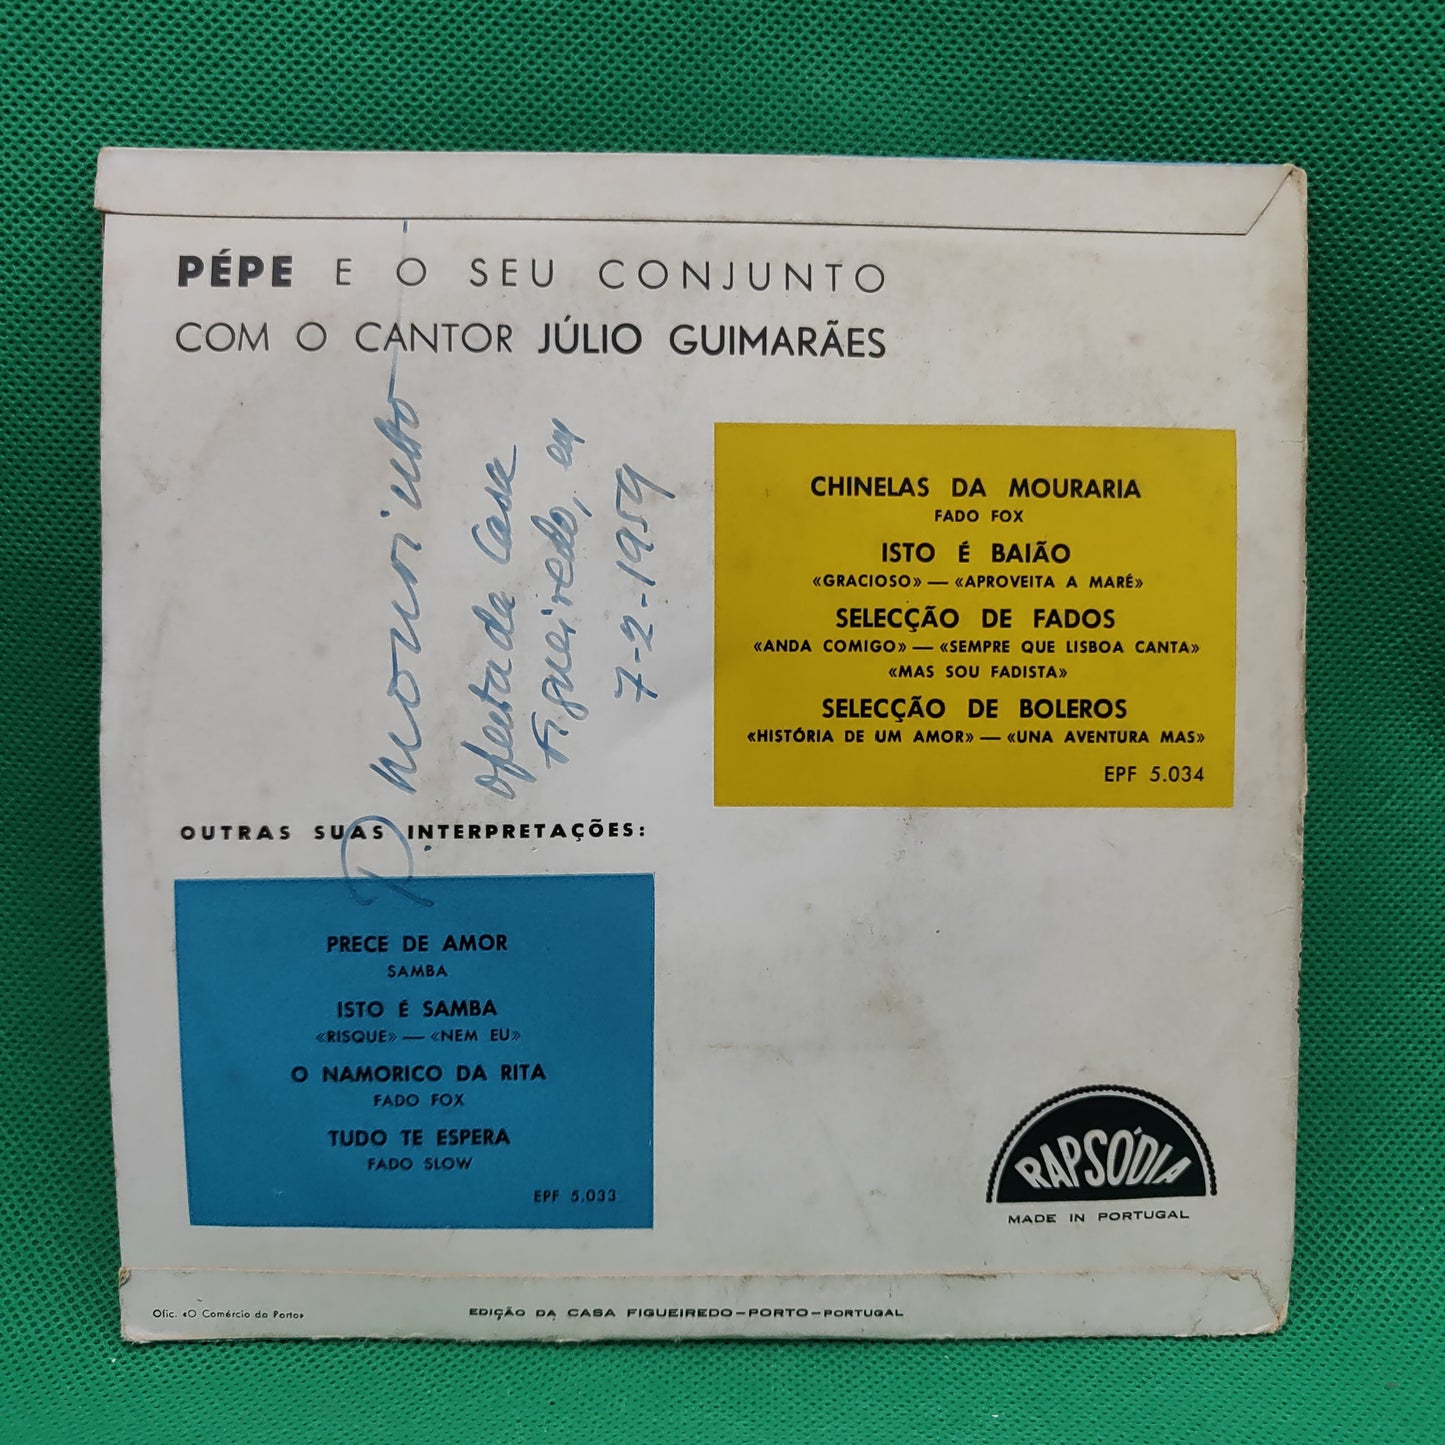 PÉPE E O SEU CONJUNTO
COM O CANTOR JÚLIO GUIMARÃES
CHINELAS DA MOURARIA
FADO FOX
ISTO É BAIÃO
«GRACIOSO» — «APROVEITA A MARÉ»
SELECÇÃO DE FADOS
«ANDA COMIGO» — «SEMPRE QUE LISBOA CANTA»
«MAS SOU FADISTA»
SELECÇÃO DE BOLEROS
«HISTÓRIA DE UM AMOR» — «UNA AVENTURA MAS»
EPF 5.034
oferta da Casa
Figueiredo, em
7-2-1959
OUTRAS SUAS INTERPRETAÇÕES:
PRECE DE AMOR
SAMBA
ISTO É SAMBA
«RISQUE» — «NEM EU»
O NAMORICO DA RITA
FADO FOX
TUDO TE ESPERA
FADO SLOW
EPF 5.033
RAPSÓDIA
MADE IN PORTUGAL
Ofic. «O Comércio do Porto»
EDIÇÃO DA CASA FIGUEIREDO—PORTO—PORTUGAL